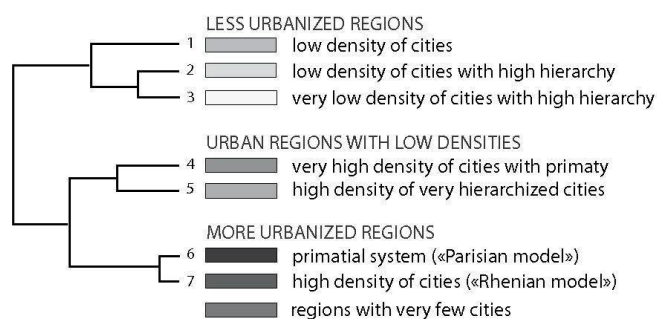 LESS URBANIZED REGIONS
1 low density of cities
2 low density of cities with high hierarchy
3 very low density of cities with high hierarchy
URBAN REGIONS WITH LOW DENSITIES
4 very high density of cities with primaty
5 high density of very hierarchized cities
MORE URBANIZED REGIONS
6 primatial system («Parisian model»)
7 high density of cities («Rhenian model»)
regions with very few cities